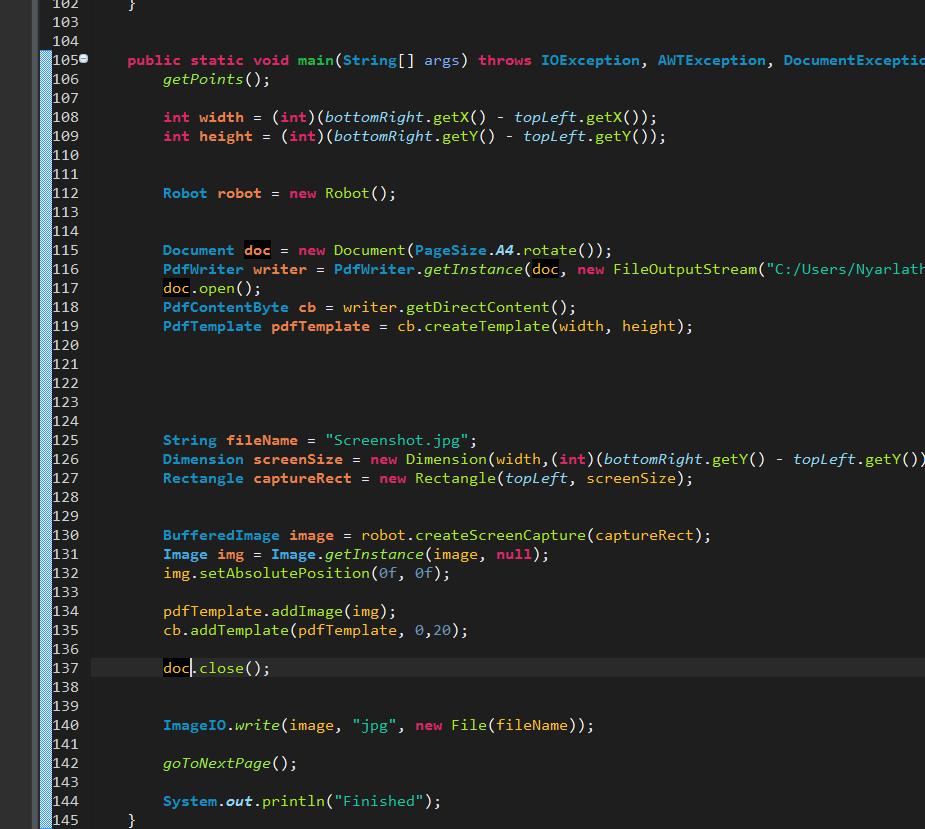 102 }
103
104
105 public static void main(String[] args) throws IOException, AWTException, DocumentExceptio
106 getPoints();
107
108 int width = (int)(bottomRight.getX() - topLeft.getX());
109 int height = (int)(bottomRight.getY() - topLeft.getY());
110
111
112 Robot robot = new Robot();
113
114
115 Document doc = new Document(PageSize.A4.rotate());
116 PdfWriter writer = PdfWriter.getInstance(doc, new FileOutputStream("C:/Users/Nyarlath
117 doc.open();
118 PdfContentByte cb = writer.getDirectContent();
119 PdfTemplate pdfTemplate = cb.createTemplate(width, height);
120
121
122
123
124
125 String fileName = "Screenshot.jpg";
126 Dimension screenSize = new Dimension(width,(int)(bottomRight.getY() - topLeft.getY())
127 Rectangle captureRect = new Rectangle(topLeft, screenSize);
128
129
130 BufferedImage image = robot.createScreenCapture(captureRect);
131 Image img = Image.getInstance(image, null);
132 img.setAbsolutePosition(0f, 0f);
133
134 pdfTemplate.addImage(img);
135 cb.addTemplate(pdfTemplate, 0,20);
136
137 doc.close();
138
139
140 ImageIO.write(image, "jpg", new File(fileName));
141
142 goToNextPage();
143
144 System.out.println("Finished");
145 }